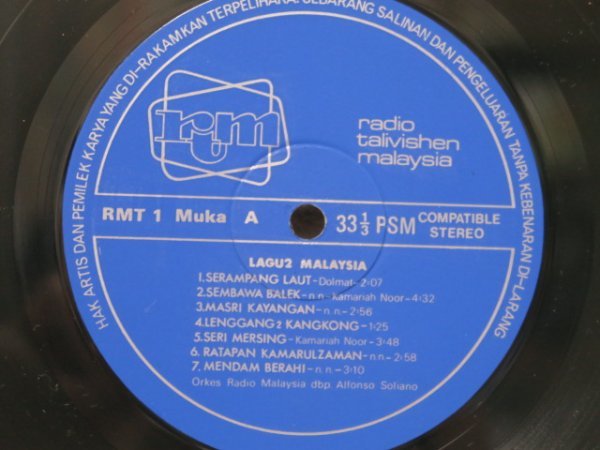 HAK ARTIS DAN PEMILEK KARYA YANG DI-RAKAMKAN TERPELIHARA. SEBARANG SALINAN DAN PENGELUARAN TANPA KEBENARAN DI-LARANG
rtm
radio
talivishen
malaysia
RMT 1 Muka A
33 1/3 PSM
COMPATIBLE
STEREO
LAGU2 MALAYSIA
1.SERAMPANG LAUT-Dolmat-2:07
2.SEMBAWA BALEK-n.n-Kamariah Noor-4:32
3.MASRI KAYANGAN-n.n.-2:56
4.LENGGANG2 KANGKONG-1:25
5.SERI MERSING-Kamariah Noor-3:48
6. RATAPAN KAMARULZAMAN-n.n-2:58
7. MENDAM BERAHI-n.n.-3:10
Orkes Radio Malaysia dbp. Alfonso Soliano